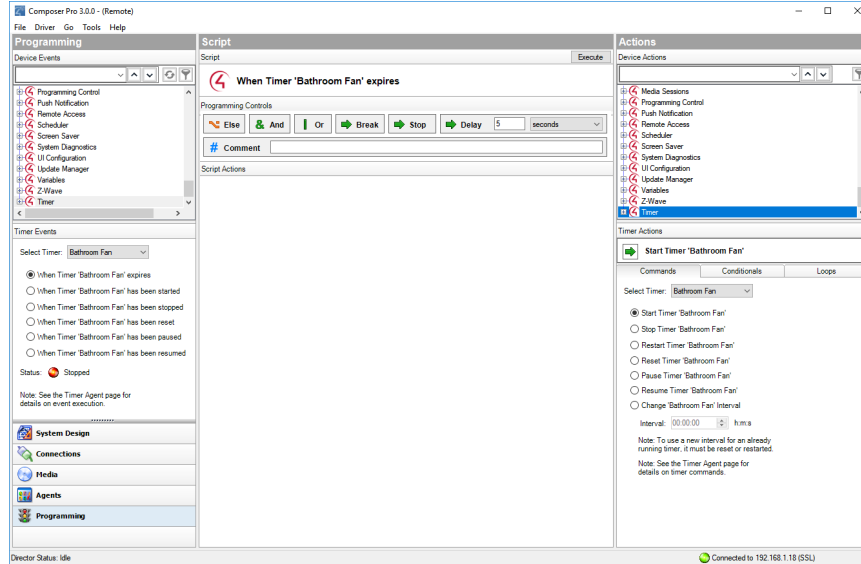 Composer Pro 3.0.0 - (Remote)
File Driver Go Tools Help
Programming
Device Events
Programming Control
Push Notification
Remote Access
Scheduler
Screen Saver
System Diagnostics
UI Configuration
Update Manager
Variables
Z-Wave
Timer
Timer Events
Select Timer: Bathroom Fan
When Timer 'Bathroom Fan' expires
When Timer 'Bathroom Fan' has been started
When Timer 'Bathroom Fan' has been stopped
When Timer 'Bathroom Fan' has been reset
When Timer 'Bathroom Fan' has been paused
When Timer 'Bathroom Fan' has been resumed
Status: Stopped
Note: See the Timer Agent page for
details on event execution.
System Design
Connections
Media
Agents
Programming
Director Status: Idle
Script
Script Execute
When Timer 'Bathroom Fan' expires
Programming Controls
Else & And | Or Break Stop Delay 5 seconds
# Comment
Script Actions
Actions
Device Actions
Media Sessions
Programming Control
Push Notification
Remote Access
Scheduler
Screen Saver
System Diagnostics
UI Configuration
Update Manager
Variables
Z-Wave
Timer
Timer Actions
Start Timer 'Bathroom Fan'
Commands Conditionals Loops
Select Timer: Bathroom Fan
Start Timer 'Bathroom Fan'
Stop Timer 'Bathroom Fan'
Restart Timer 'Bathroom Fan'
Reset Timer 'Bathroom Fan'
Pause Timer 'Bathroom Fan'
Resume Timer 'Bathroom Fan'
Change 'Bathroom Fan' Interval
Interval: 00:00:00 h:m:s
Note: To use a new interval for an already
running timer, it must be reset or restarted.
Note: See the Timer Agent page for
details on timer commands.
Connected to 192.168.1.18 (SSL)